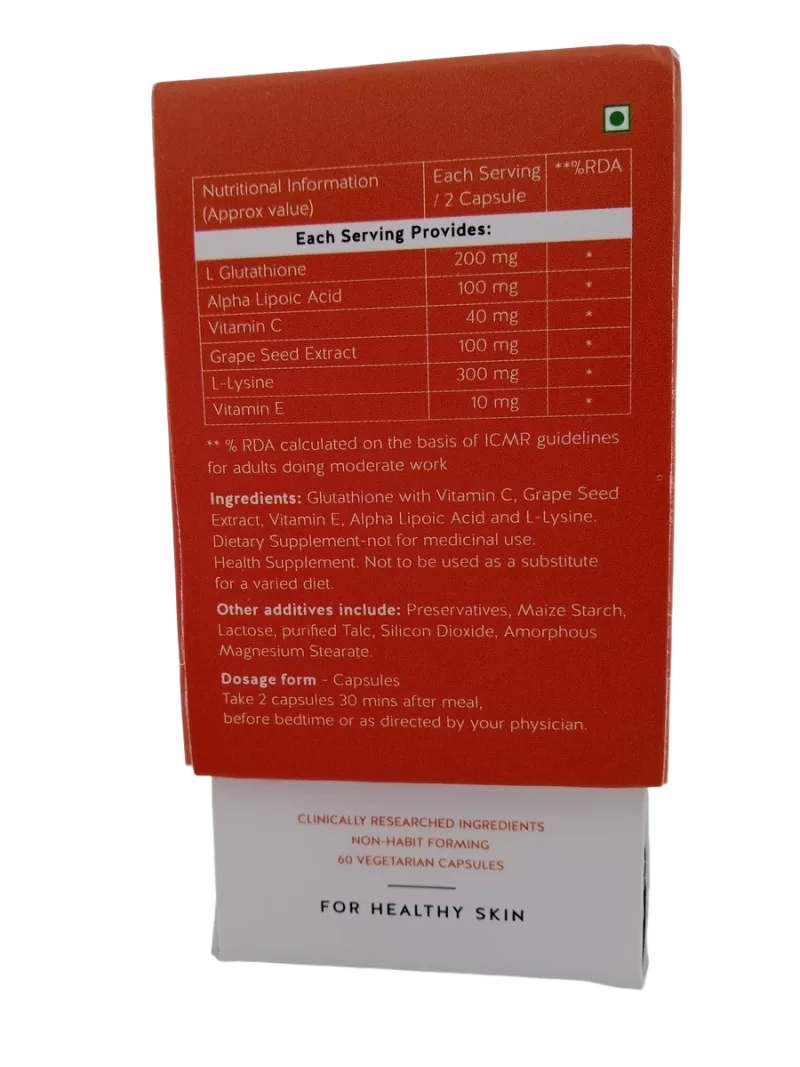 Nutritional Information (Approx value) Each Serving / 2 Capsule **%RDA
Each Serving Provides:
L Glutathione 200 mg *
Alpha Lipoic Acid 100 mg *
Vitamin C 40 mg *
Grape Seed Extract 100 mg *
L-Lysine 300 mg *
Vitamin E 10 mg *
** % RDA calculated on the basis of ICMR guidelines
for adults doing moderate work
Ingredients: Glutathione with Vitamin C, Grape Seed
Extract, Vitamin E, Alpha Lipoic Acid and L-Lysine.
Dietary Supplement-not for medicinal use.
Health Supplement. Not to be used as a substitute
for a varied diet.
Other additives include: Preservatives, Maize Starch,
Lactose, purified Talc, Silicon Dioxide, Amorphous
Magnesium Stearate.
Dosage form - Capsules
Take 2 capsules 30 mins after meal,
before bedtime or as directed by your physician.
CLINICALLY RESEARCHED INGREDIENTS
NON-HABIT FORMING
60 VEGETARIAN CAPSULES
FOR HEALTHY SKIN